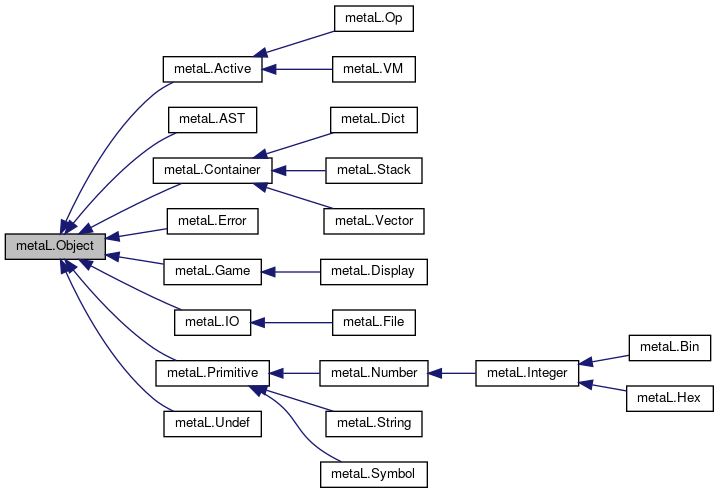 metaL.Op
metaL.Active
metaL.VM
metaL.AST
metaL.Dict
metaL.Container
metaL.Stack
metaL.Vector
metaL.Error
metaL.Object
metaL.Game
metaL.Display
metaL.IO
metaL.File
metaL.Bin
metaL.Primitive
metaL.Number
metaL.Integer
metaL.Hex
metaL.Undef
metaL.String
metaL.Symbol